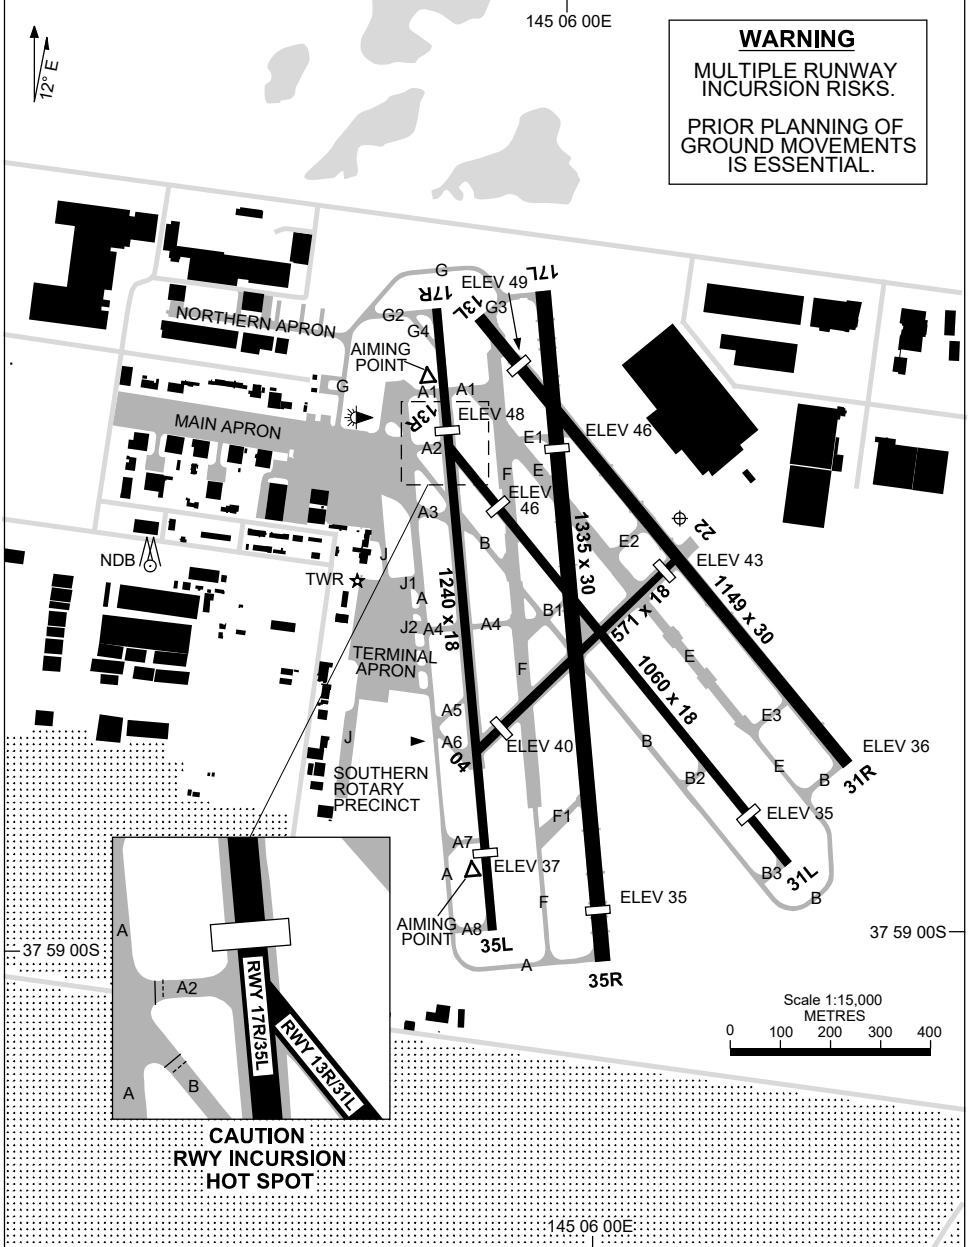 145 06 00E
WARNING
MULTIPLE RUNWAY
INCURSION RISKS.
PRIOR PLANNING OF
GROUND MOVEMENTS
IS ESSENTIAL.
12° E
G
17R
ELEV 49
17L
13L
G3
NORTHERN APRON
G2
G4
AIMING
POINT
G
A1
A1
13R
ELEV 48
MAIN APRON
E1
ELEV 46
A2
F
E
ELEV
46
A3
B
1335 x 30
22
E2
ELEV 43
NDB
J
TWR
J1
A
1240 x 18
B1
571 x 18
1149 x 30
J2
A4
A4
TERMINAL
APRON
F
E
1060 x 18
A5
E3
J
A6
04
ELEV 40
B
ELEV 36
SOUTHERN
ROTARY
PRECINCT
E
B
31R
B2
A7
F1
ELEV 35
ELEV 37
A
B3
31L
B
AIMING
POINT
A8
35L
F
ELEV 35
A
35R
37 59 00S
37 59 00S
A
A2
RWY 17R/35L
RWY 13R/31L
A
B
Scale 1:15,000
METRES
0 100 200 300 400
CAUTION
RWY INCURSION
HOT SPOT
145 06 00E